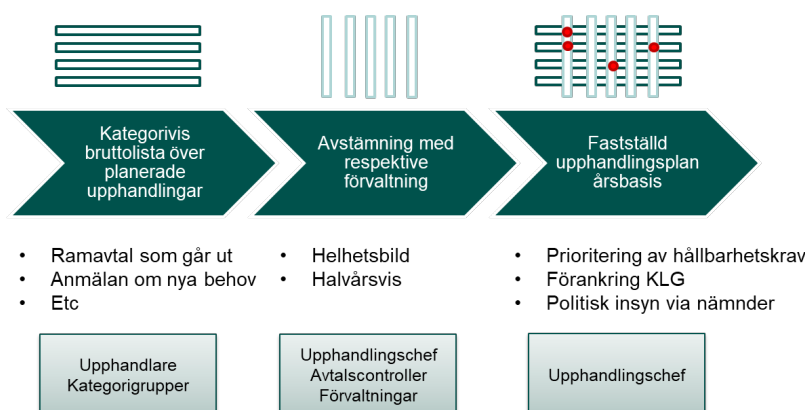 Kategorivis
bruttolista över
planerade
upphandlingar
Avstämning med
respektive
förvaltning
Fastställd
upphandlingsplan
årsbasis
• Ramavtal som går ut
• Anmälan om nya behov
• Etc
• Helhetsbild
• Halvårsvis
• Prioritering av hållbarhetskrav
• Förankring KLG
• Politisk insyn via nämnder
Upphandlare
Kategorigrupper
Upphandlingschef
Avtalscontroller
Förvaltningar
Upphandlingschef